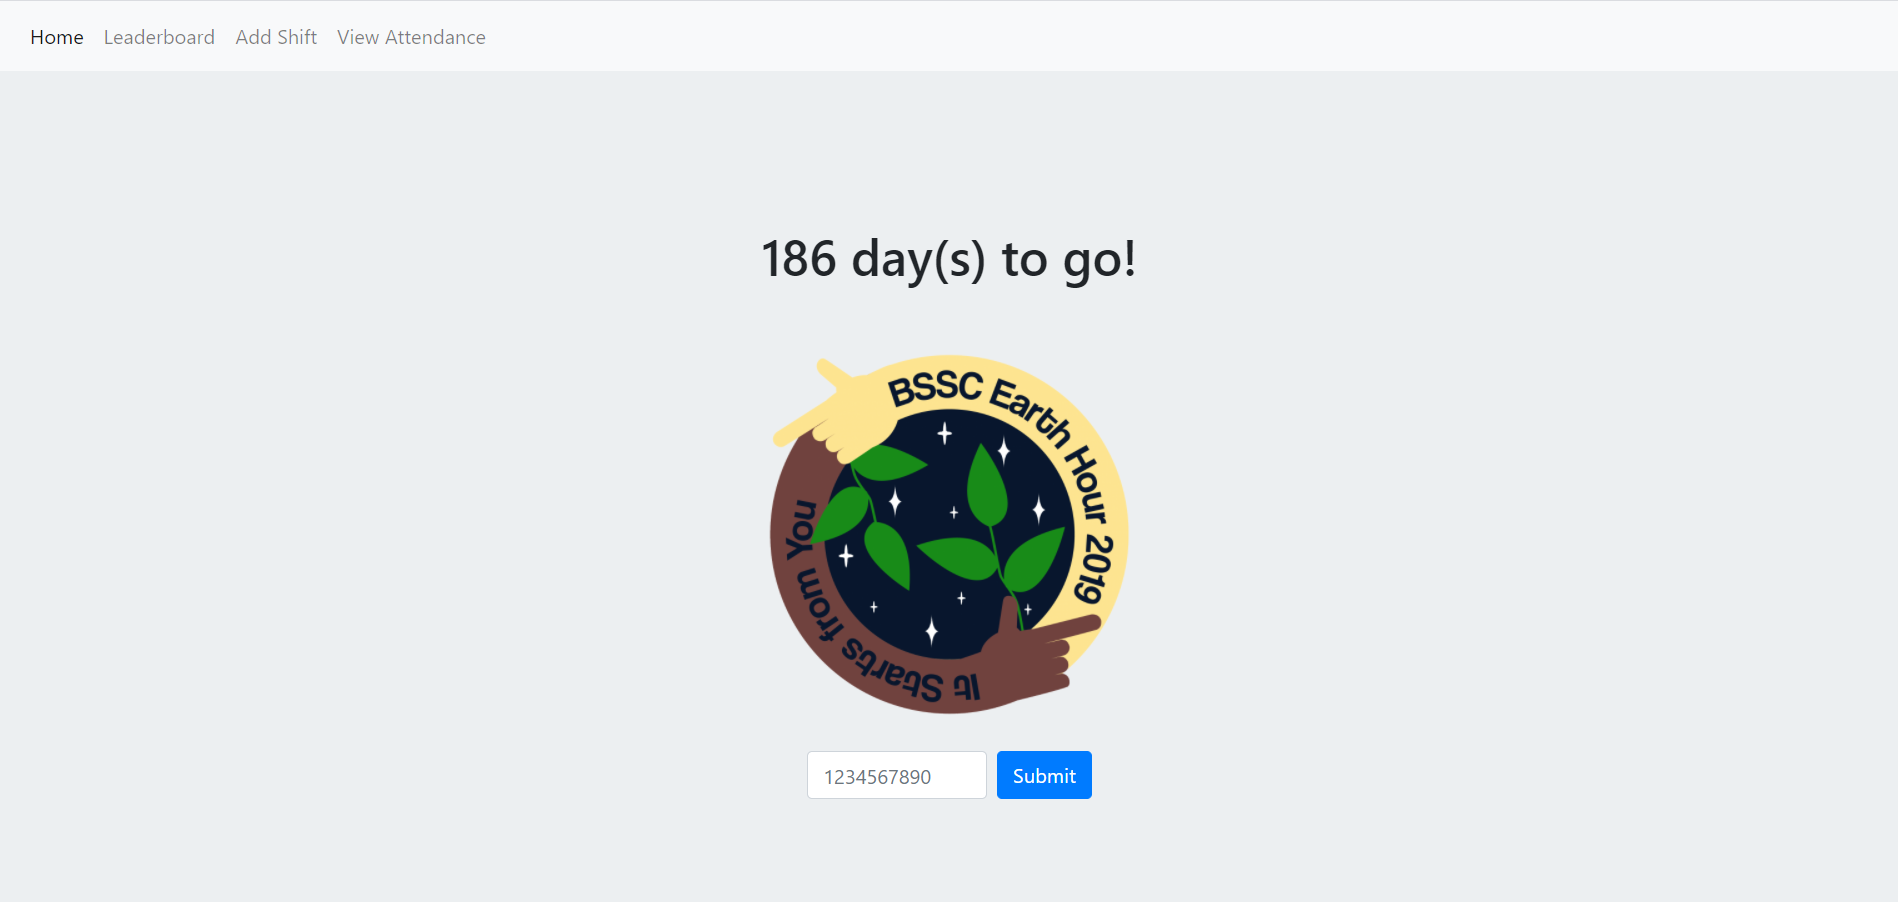 Home Leaderboard Add Shift View Attendance
186 day(s) to go!
BSSC Earth Hour 2019
It Starts from You
1234567890 Submit